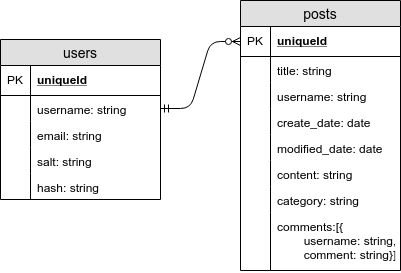 users
PK uniqueId
username: string
email: string
salt: string
hash: string
posts
PK uniqueId
title: string
username: string
create_date: date
modified_date: date
content: string
category: string
comments:[{
username: string,
comment: string}]